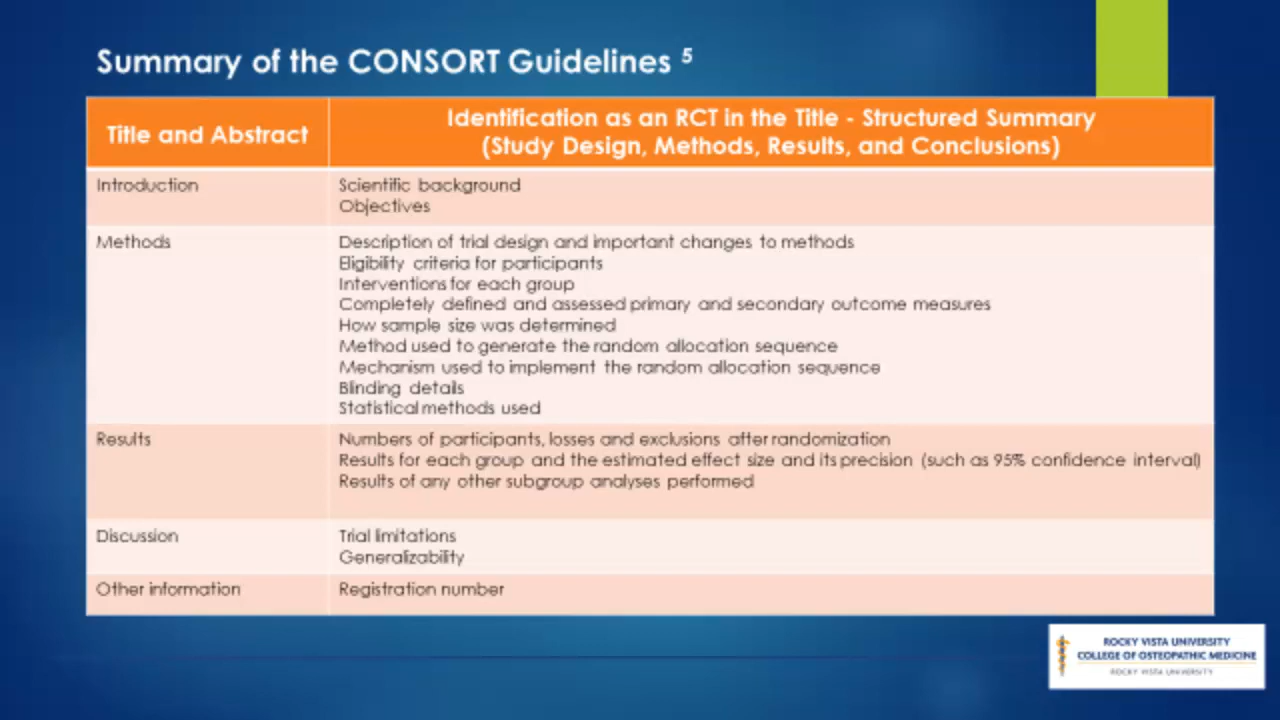 Summary of the CONSORT Guidelines 5
Title and Abstract
Identification as an RCT in the Title - Structured Summary
(Study Design, Methods, Results, and Conclusions)
Introduction
Scientific background
Objectives
Methods
Description of trial design and important changes to methods
Eligibility criteria for participants
Interventions for each group
Completely defined and assessed primary and secondary outcome measures
How sample size was determined
Method used to generate the random allocation sequence
Mechanism used to implement the random allocation sequence
Blinding details
Statistical methods used
Results
Numbers of participants, losses and exclusions after randomization
Results for each group and the estimated effect size and its precision (such as 95% confidence interval)
Results of any other subgroup analyses performed
Discussion
Trial limitations
Generalizability
Other information
Registration number
ROCKY VISTA UNIVERSITY
COLLEGE OF OSTEOPATHIC MEDICINE
ROCKY VISTA UNIVERSITY